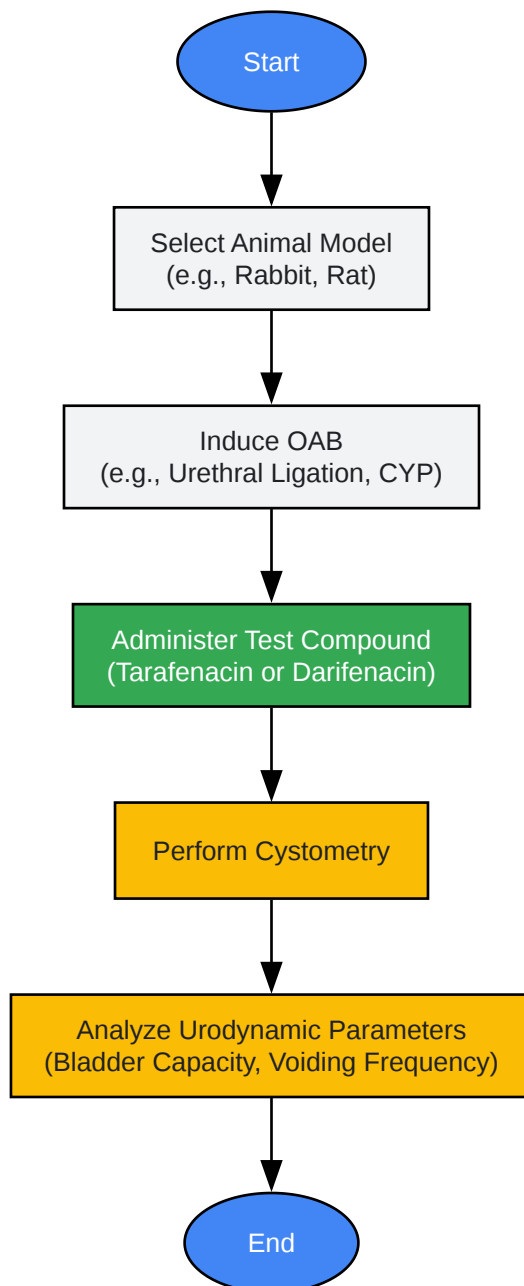 Start
Select Animal Model
(e.g., Rabbit, Rat)
Induce OAB
(e.g., Urethral Ligation, CYP)
Administer Test Compound
(Tarafenacin or Darifenacin)
Perform Cystometry
Analyze Urodynamic Parameters
(Bladder Capacity, Voiding Frequency)
End